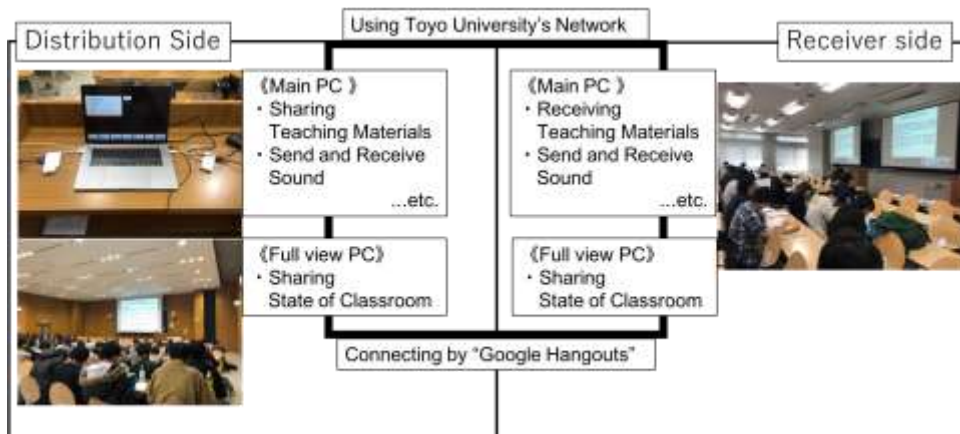 Using Toyo University's Network
Distribution Side
Receiver side
《Main PC 》
・Sharing
Teaching Materials
・Send and Receive
Sound
...etc.
《Main PC 》
・Receiving
Teaching Materials
・Send and Receive
Sound
...etc.
《Full view PC》
・Sharing
State of Classroom
《Full view PC》
・Sharing
State of Classroom
Connecting by “Google Hangouts”